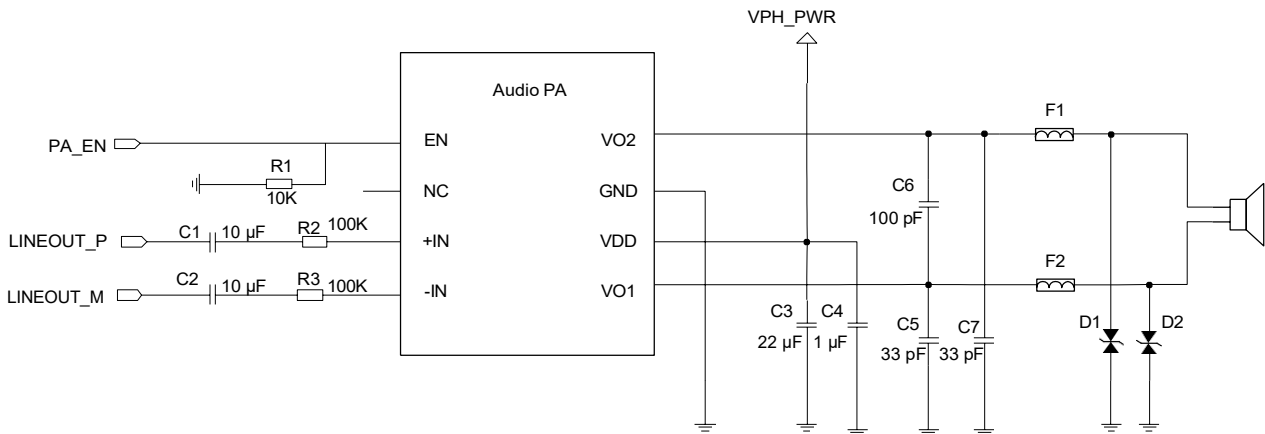 VPH_PWR
Audio PA
F1
PA_EN
EN
VO2
R1
10K
NC
GND
C6
100 pF
LINEOUT_P
C1
10 µF
R2
100K
+IN
VDD
LINEOUT_M
C2
10 µF
R3
100K
-IN
VO1
F2
C3
22 µF
C4
1 µF
C5
33 pF
C7
33 pF
D1
D2